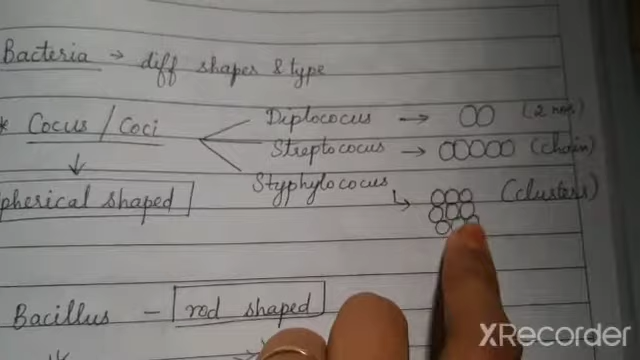 Bacteria → diff shapes & type
* Cocus / Coci
Diplococus → (2 nos.)
Streptococus → (chain)
Styphylococus (clusters)
pherical shaped
Bacillus - rod shaped
XRecorder